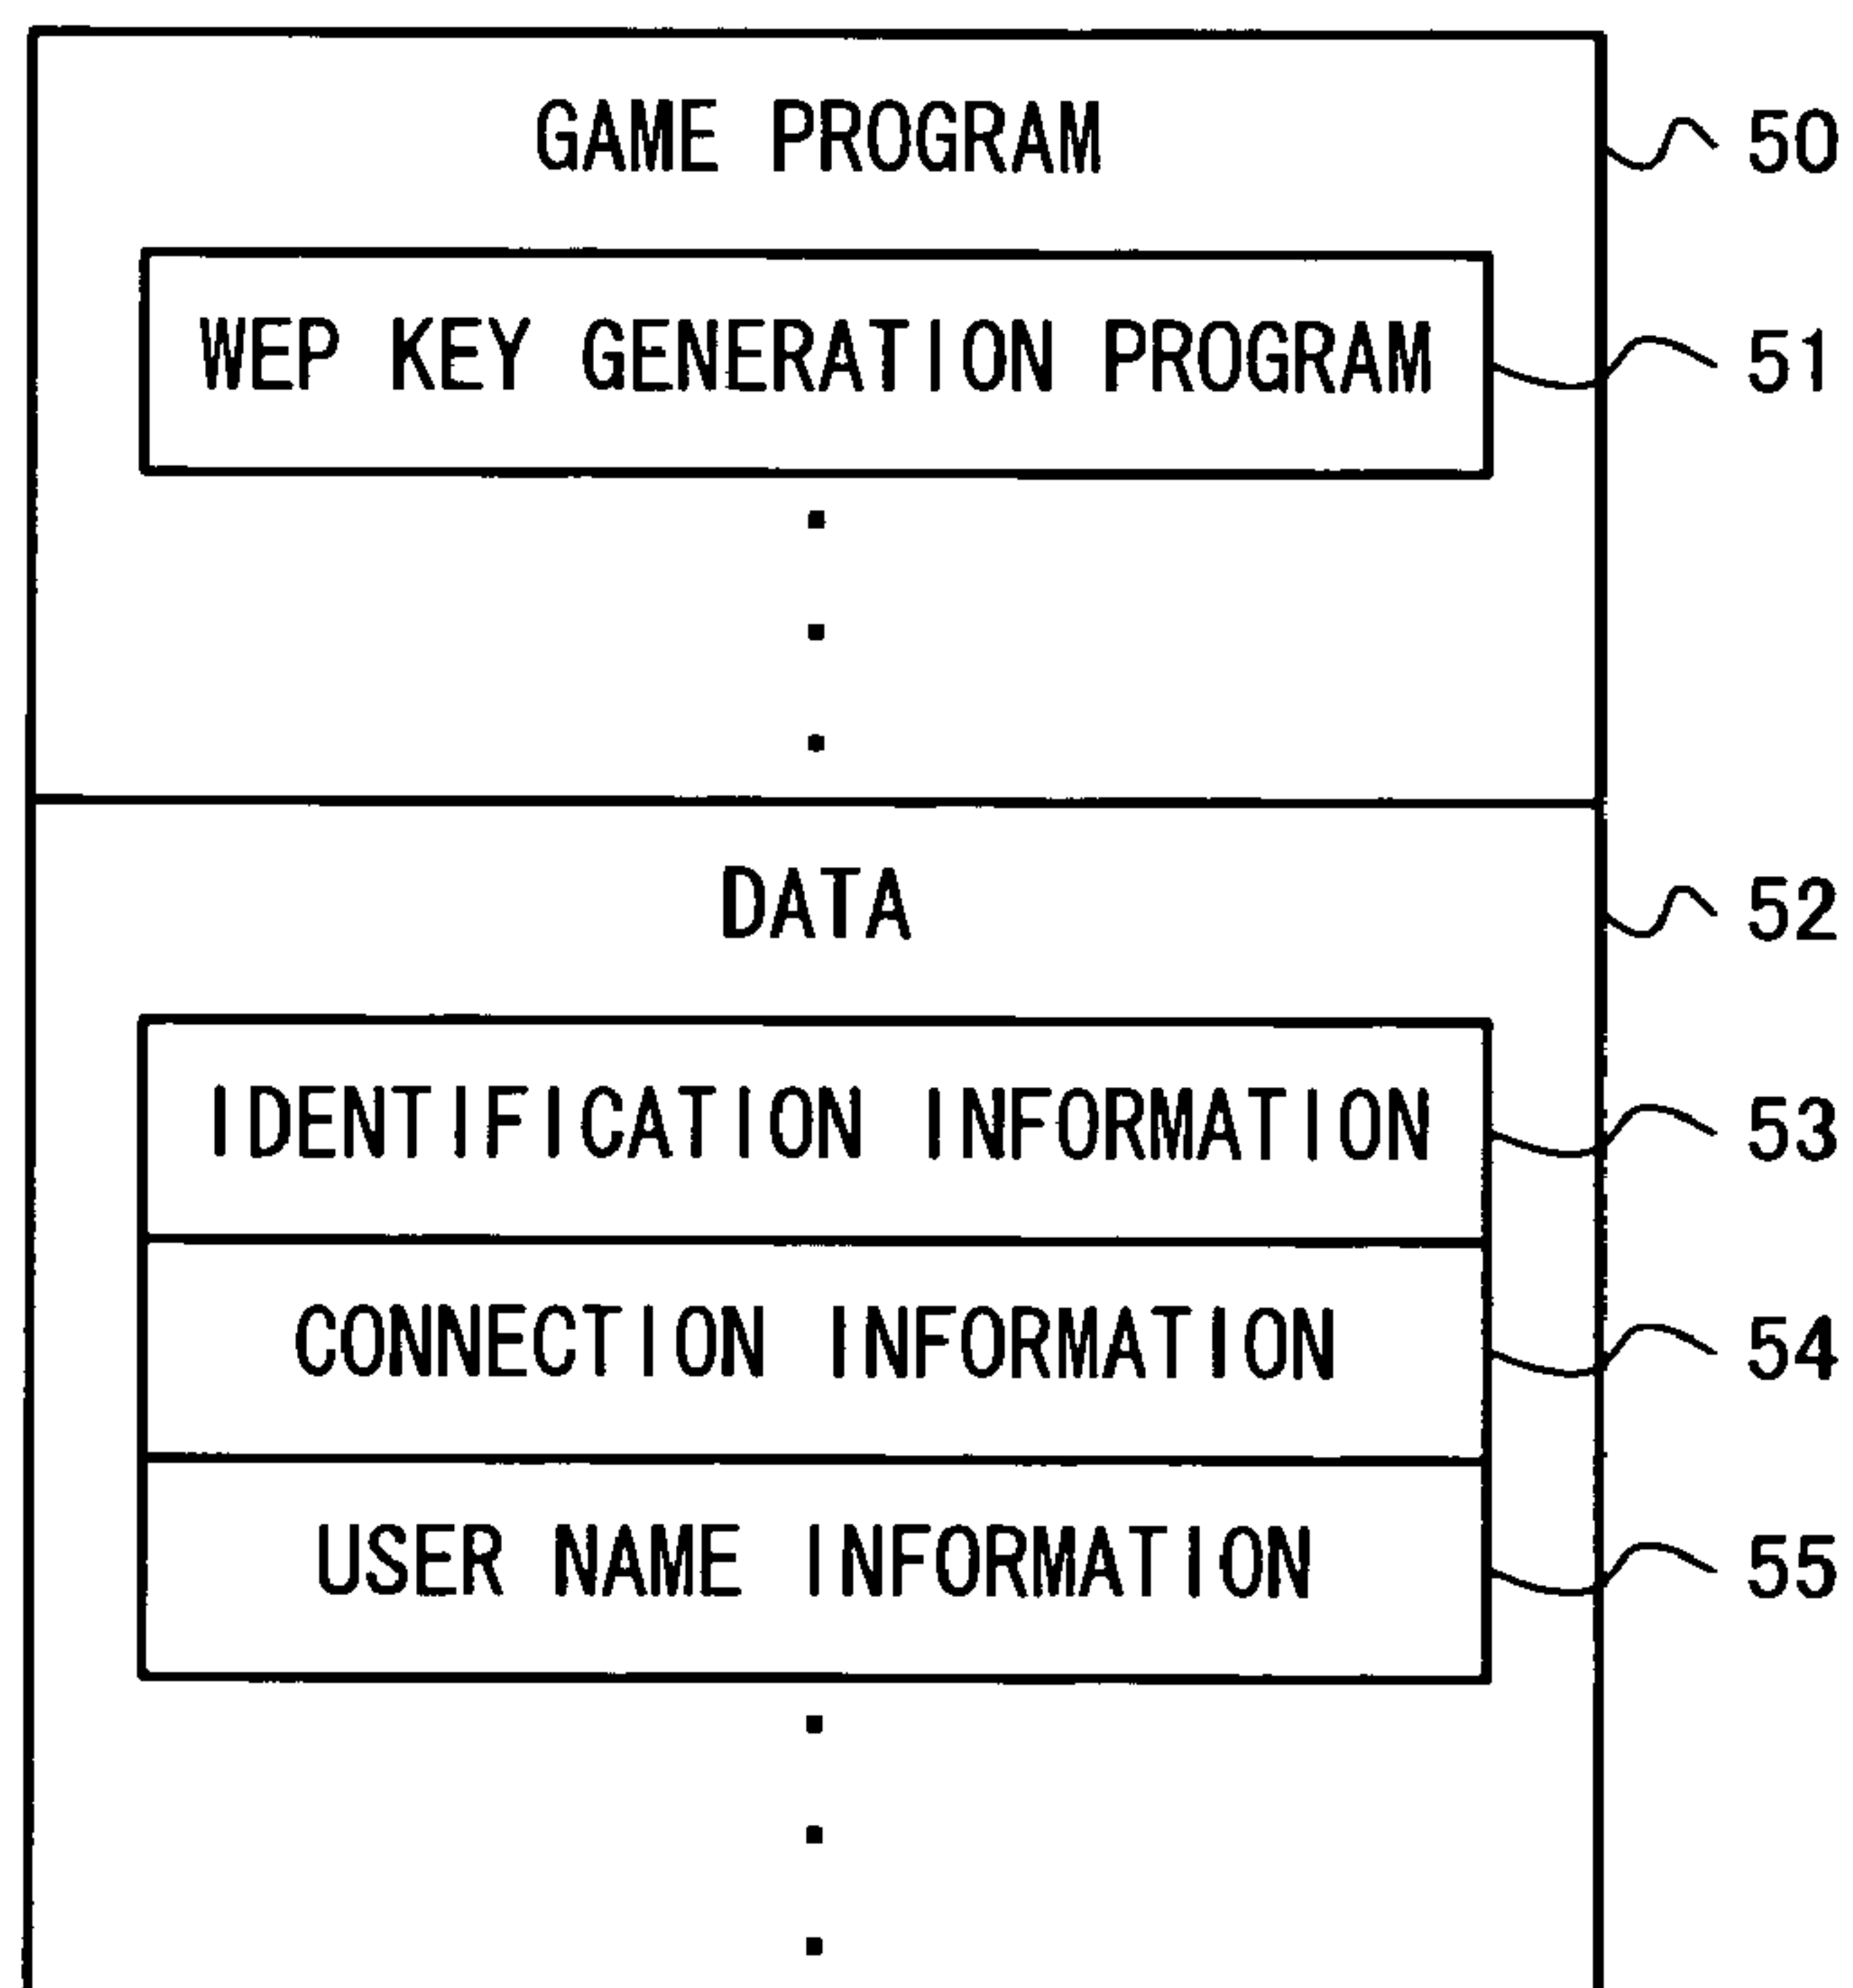 GAME PROGRAM 50
WEP KEY GENERATION PROGRAM 51
DATA 52
IDENTIFICATION INFORMATION 53
CONNECTION INFORMATION 54
USER NAME INFORMATION 55